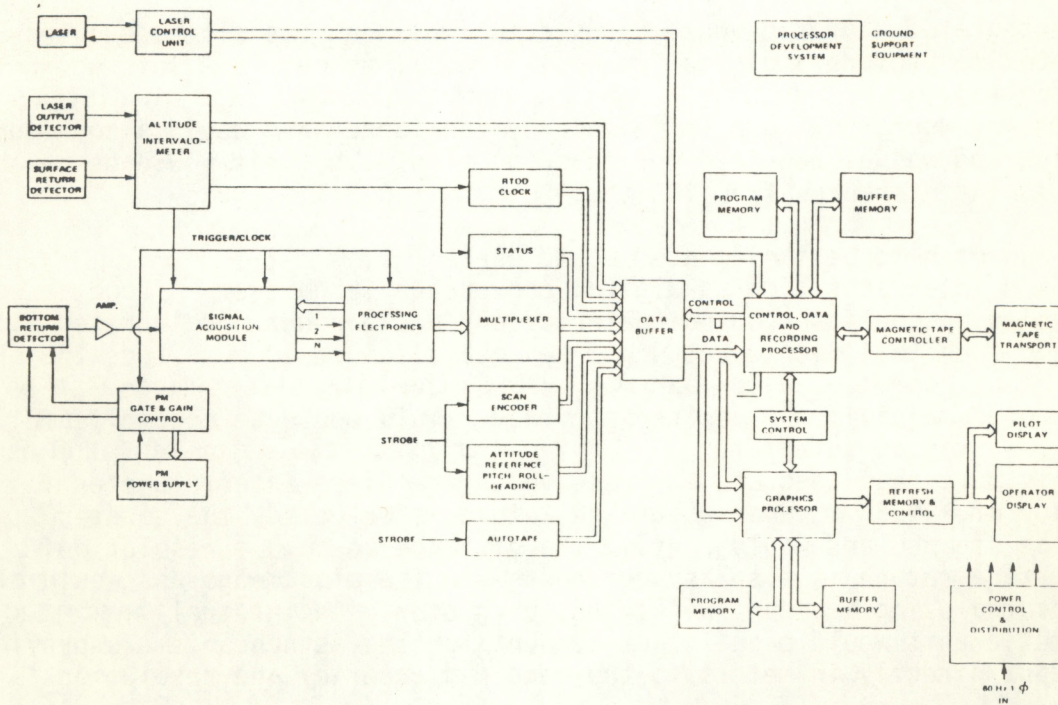 LASER
LASER
CONTROL
UNIT
PROCESSOR
DEVELOPMENT
SYSTEM
GROUND
SUPPORT
EQUIPMENT
LASER
OUTPUT
DETECTOR
ALTITUDE
INTERVALO-
METER
SURFACE
RETURN
DETECTOR
RTOD
CLOCK
PROGRAM
MEMORY
BUFFER
MEMORY
TRIGGER/CLOCK
STATUS
BOTTOM
RETURN
DETECTOR
AMP.
SIGNAL
ACQUISITION
MODULE
1
2
N
PROCESSING
ELECTRONICS
MULTIPLEXER
DATA
BUFFER
CONTROL
DATA
CONTROL, DATA
AND
RECORDING
PROCESSOR
MAGNETIC TAPE
CONTROLLER
MAGNETIC
TAPE
TRANSPORT
PM
GATE & GAIN
CONTROL
SCAN
ENCODER
STROBE
SYSTEM
CONTROL
PILOT
DISPLAY
PM
POWER SUPPLY
ATTITUDE
REFERENCE
PITCH ROLL-
HEADING
GRAPHICS
PROCESSOR
REFRESH
MEMORY &
CONTROL
OPERATOR
DISPLAY
STROBE
AUTOTAPE
PROGRAM
MEMORY
BUFFER
MEMORY
POWER
CONTROL
&
DISTRIBUTION
60 Hz 1 ϕ
IN